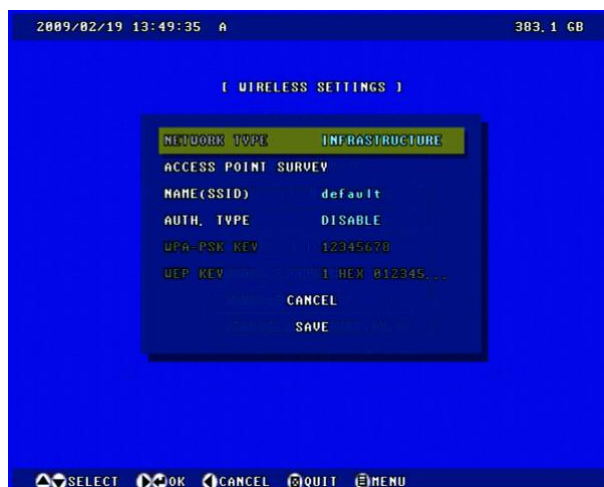 2009/02/19 13:49:35 A 383.1 GB
[ WIRELESS SETTINGS ]
NETWORK TYPE INFRASTRUCTURE
ACCESS POINT SURVEY
NAME(SSID) default
AUTH. TYPE DISABLE
WPA-PSK KEY 12345678
WEP KEY 1 HEX 012345...
CANCEL
SAVE
SELECT OK CANCEL QUIT MENU